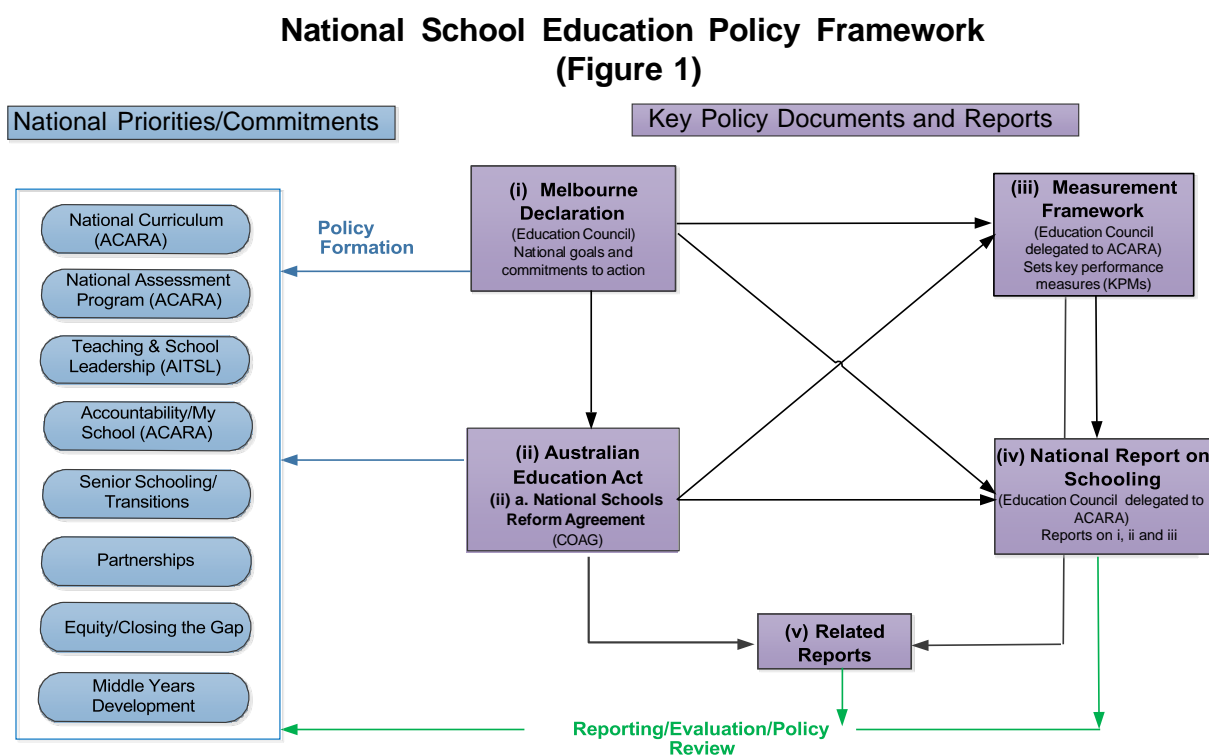 National School Education Policy Framework
(Figure 1)
National Priorities/Commitments
Key Policy Documents and Reports
National Curriculum
(ACARA)
National Assessment
Program (ACARA)
Teaching & School
Leadership (AITSL)
Accountability/My
School (ACARA)
Senior Schooling/
Transitions
Partnerships
Equity/Closing the Gap
Middle Years
Development
Policy
Formation
(i) Melbourne
Declaration
(Education Council)
National goals and
commitments to action
(ii) Australian
Education Act
(ii) a. National Schools
Reform Agreement
(COAG)
(iii) Measurement
Framework
(Education Council
delegated to ACARA)
Sets key performance
measures (KPMs)
(iv) National Report on
Schooling
(Education Council delegated to
ACARA)
Reports on i, ii and iii
(v) Related
Reports
Reporting/Evaluation/Policy
Review